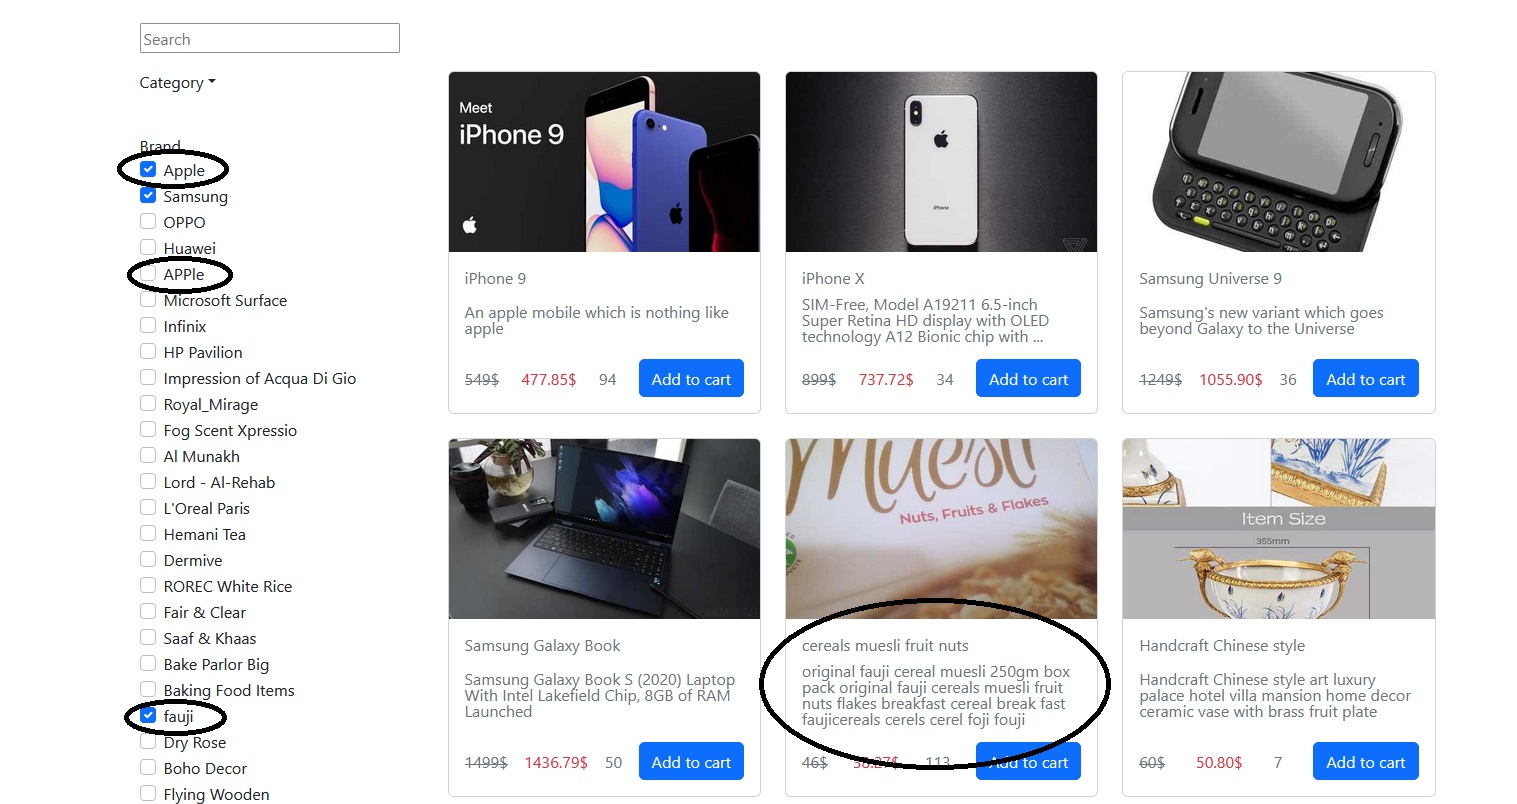 Search
Category
Brand
Apple
Samsung
OPPO
Huawei
APPle
Microsoft Surface
Infinix
HP Pavilion
Impression of Acqua Di Gio
Royal_Mirage
Fog Scent Xpressio
Al Munakh
Lord - Al-Rehab
L'Oreal Paris
Hemani Tea
Dermive
ROREC White Rice
Fair & Clear
Saaf & Khaas
Bake Parlor Big
Baking Food Items
fauji
Dry Rose
Boho Decor
Flying Wooden
Meet
iPhone 9
iPhone 9
An apple mobile which is nothing like
apple
549$ 477.85$ 94 Add to cart
iPhone
iPhone X
SIM-Free, Model A19211 6.5-inch
Super Retina HD display with OLED
technology A12 Bionic chip with ...
899$ 737.72$ 34 Add to cart
Samsung Universe 9
Samsung's new variant which goes
beyond Galaxy to the Universe
1249$ 1055.90$ 36 Add to cart
Samsung Galaxy Book
Samsung Galaxy Book S (2020) Laptop
With Intel Lakefield Chip, 8GB of RAM
Launched
1499$ 1436.79$ 50 Add to cart
Muesli
Nuts, Fruits & Flakes
cereals muesli fruit nuts
original fauji cereal muesli 250gm box
pack original fauji cereals muesli fruit
nuts flakes breakfast cereal break fast
faujicereals cerels cerel foji fouji
46$ 38.27$ 113 Add to cart
Item Size
355mm
Handcraft Chinese style
Handcraft Chinese style art luxury
palace hotel villa mansion home decor
ceramic vase with brass fruit plate
60$ 50.80$ 7 Add to cart